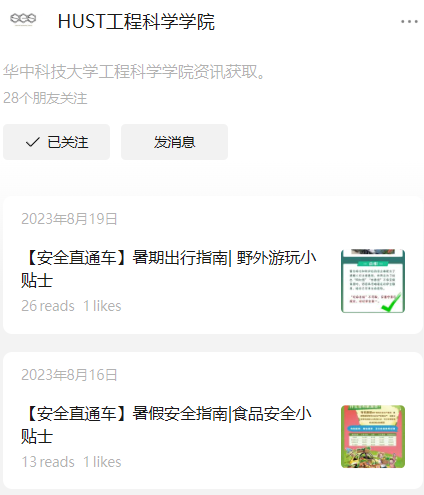 SES HUST工程科学学院
华中科技大学工程科学学院资讯获取。
28个朋友关注
已关注 发消息
2023年8月19日
【安全直通车】暑期出行指南| 野外游玩小
贴士
26 reads 1 likes
2023年8月16日
【安全直通车】暑假安全指南|食品安全小
贴士
13 reads 1 likes